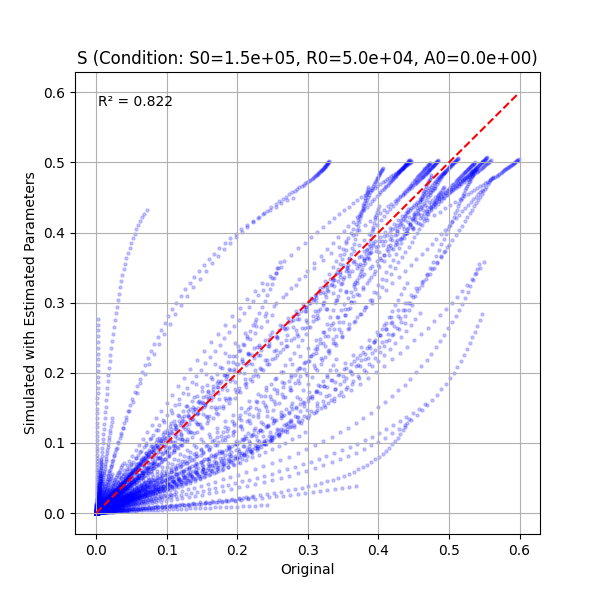 S (Condition: S0=1.5e+05, R0=5.0e+04, A0=0.0e+00)
R² = 0.822
0.6
0.5
0.4
0.3
0.2
0.1
0.0
Simulated with Estimated Parameters
0.0 0.1 0.2 0.3 0.4 0.5 0.6
Original